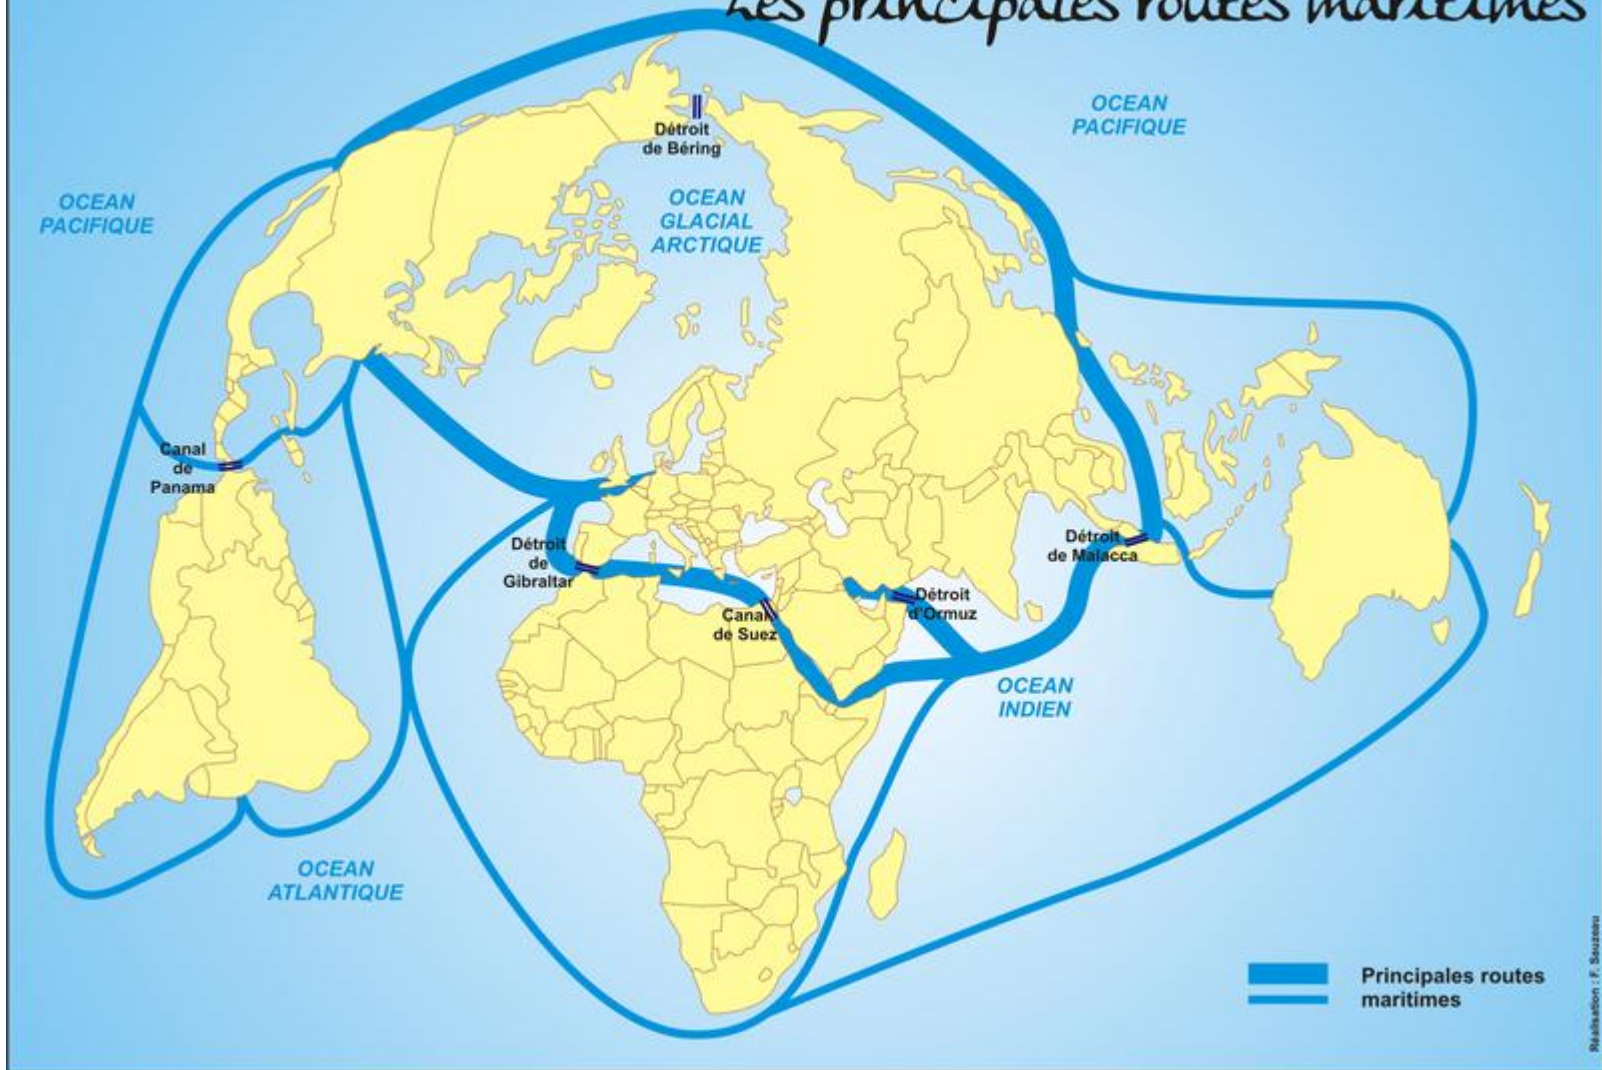 Les principales routes maritimes
OCEAN
PACIFIQUE
Détroit
de Béring
OCEAN
PACIFIQUE
OCEAN
GLACIAL
ARCTIQUE
Canal
de
Panama
Détroit
de
Gibraltar
Canal
de Suez
Détroit
d'Ormuz
Détroit
de Malacca
OCEAN
INDIEN
OCEAN
ATLANTIQUE
Principales routes
maritimes
Réalisation : F. Souzeau